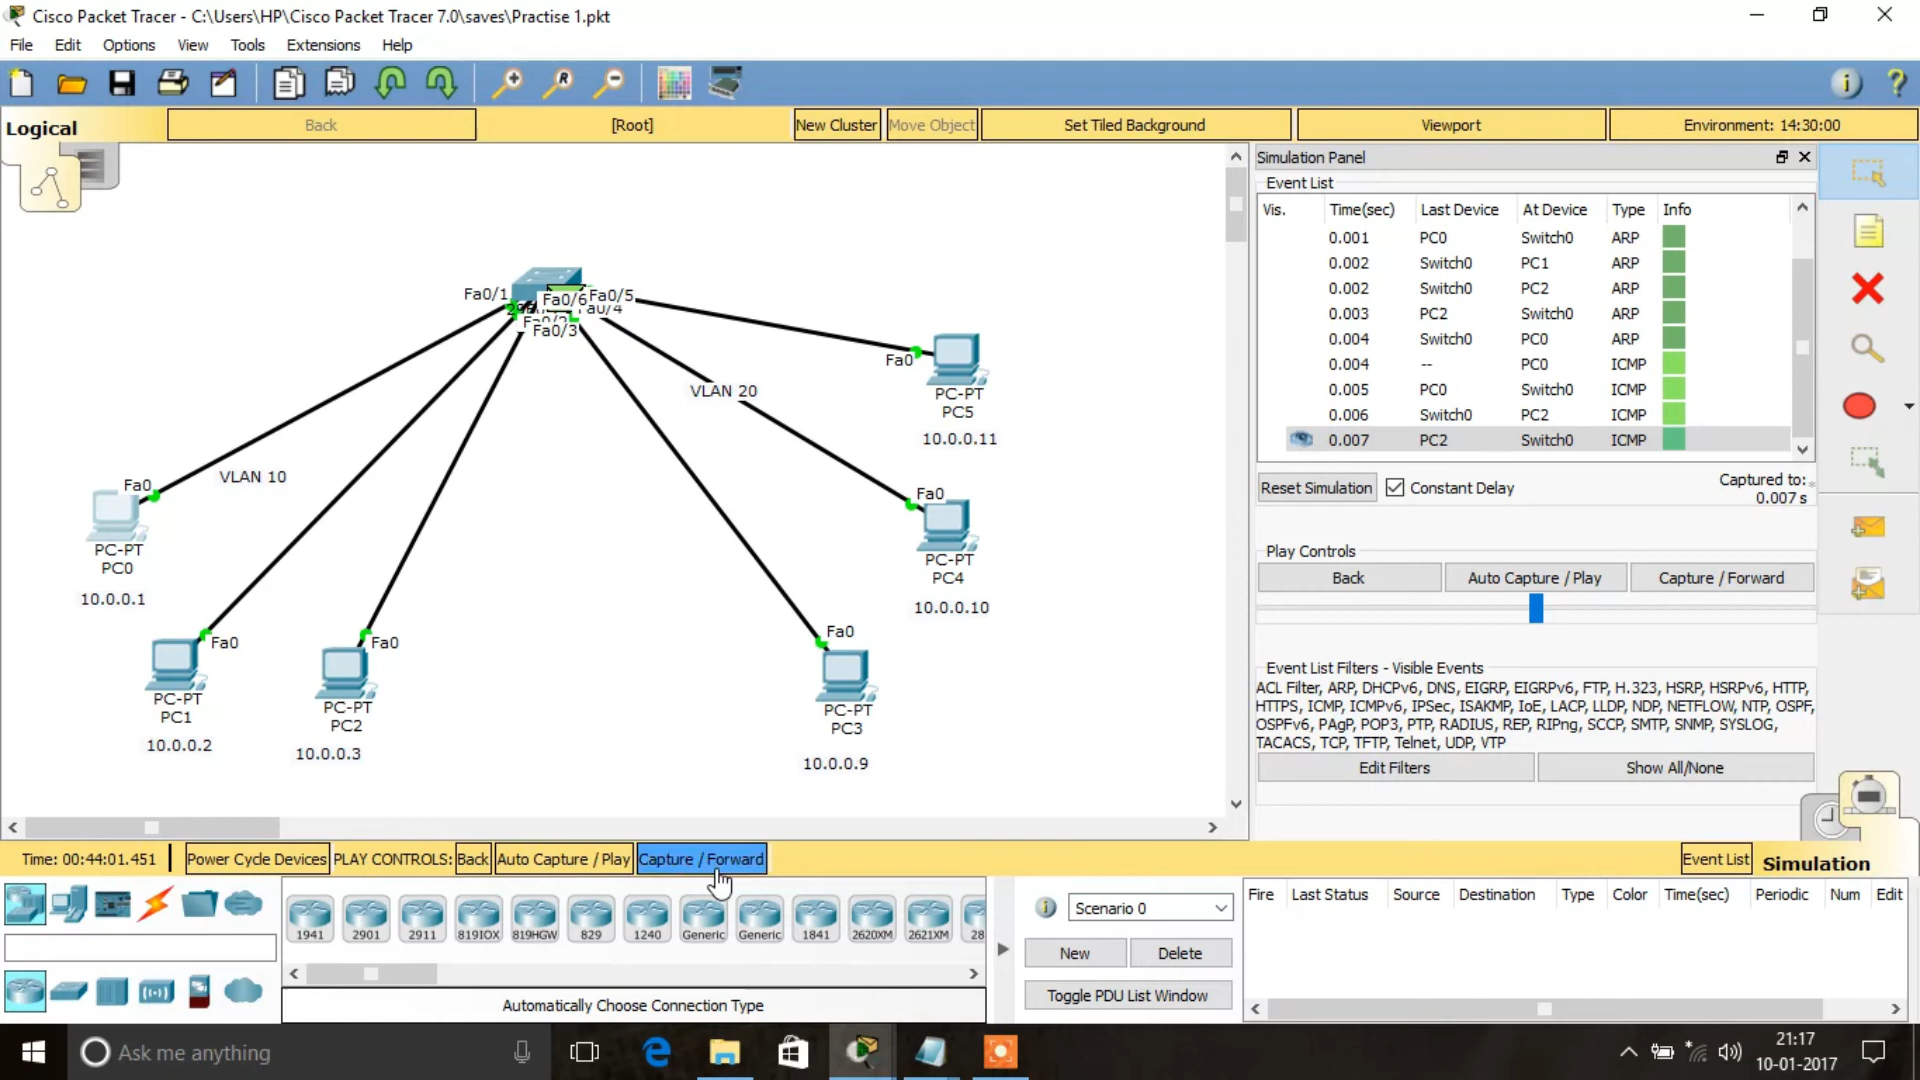 Cisco Packet Tracer - C:\Users\HP\Cisco Packet Tracer 7.0\saves\Practise 1.pkt
File Edit Options View Tools Extensions Help
Logical Back [Root] New Cluster Move Object Set Tiled Background Viewport Environment: 14:30:00
Simulation Panel
Event List
Vis. Time(sec) Last Device At Device Type Info
0.001 PC0 Switch0 ARP
0.002 Switch0 PC1 ARP
0.002 Switch0 PC2 ARP
0.003 PC2 Switch0 ARP
0.004 Switch0 PC0 ARP
0.004 -- PC0 ICMP
0.005 PC0 Switch0 ICMP
0.006 Switch0 PC2 ICMP
0.007 PC2 Switch0 ICMP
Reset Simulation Constant Delay Captured to:
0.007 s
Play Controls
Back Auto Capture / Play Capture / Forward
Event List Filters - Visible Events
ACL Filter, ARP, DHCPv6, DNS, EIGRP, EIGRPv6, FTP, H.323, HSRP, HSRPv6, HTTP,
HTTPS, ICMP, ICMPv6, IPSec, ISAKMP, IoE, LACP, LLDP, NDP, NETFLOW, NTP, OSPF,
OSPFv6, PAgP, POP3, PTP, RADIUS, REP, RIPng, SCCP, SMTP, SNMP, SYSLOG,
TACACS, TCP, TFTP, Telnet, UDP, VTP
Edit Filters Show All/None
Fa0/1 Fa0/6 Fa0/5
Fa0/3
VLAN 20
VLAN 10
Fa0
PC-PT
PC5
10.0.0.11
Fa0
PC-PT
PC4
10.0.0.10
Fa0
PC-PT
PC0
10.0.0.1
Fa0
PC-PT
PC1
10.0.0.2
Fa0
PC-PT
PC2
10.0.0.3
Fa0
PC-PT
PC3
10.0.0.9
Time: 00:44:01.451 Power Cycle Devices PLAY CONTROLS: Back Auto Capture / Play Capture / Forward Event List Simulation
1941 2901 2911 819IOX 819HGW 829 1240 Generic Generic 1841 2620XM 2621XM 28
Automatically Choose Connection Type
Scenario 0
New Delete
Toggle PDU List Window
Fire Last Status Source Destination Type Color Time(sec) Periodic Num Edit
Ask me anything
21:17
10-01-2017